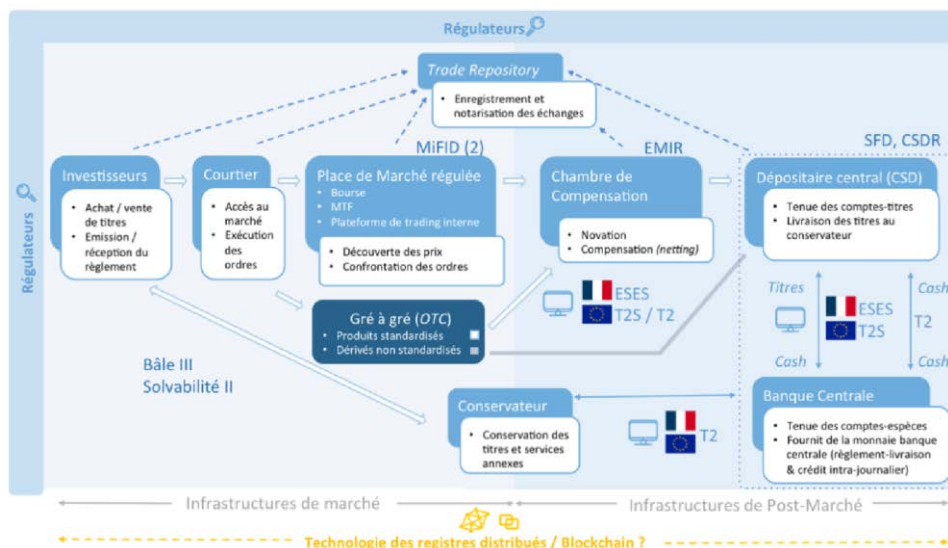 Régulateurs
Régulateurs
Trade Repository
• Enregistrement et
notarisation des échanges
MiFID (2)
EMIR
SFD, CSDR
Investisseurs
• Achat / vente
de titres
• Emission /
réception du
règlement
Courtier
• Accès au
marché
• Exécution
des
ordres
Place de Marché régulée
• Bourse
• MTF
• Plateforme de trading interne
• Découverte des prix
• Confrontation des ordres
Chambre de
Compensation
• Novation
• Compensation (netting)
Dépositaire central (CSD)
• Tenue des comptes-titres
• Livraison des titres au
conservateur
ESES
T2S / T2
Gré à gré (OTC)
• Produits standardisés
• Dérivés non standardisés
Titres
Cash
ESES
T2S
T2
Cash
Cash
Bâle III
Solvabilité II
Conservateur
• Conservation des
titres et services
annexes
T2
Banque Centrale
• Tenue des comptes-espèces
• Fournit de la monnaie banque
centrale (règlement-livraison
& crédit intra-journalier)
Infrastructures de marché
Infrastructures de Post-Marché
Technologie des registres distribués / Blockchain ?